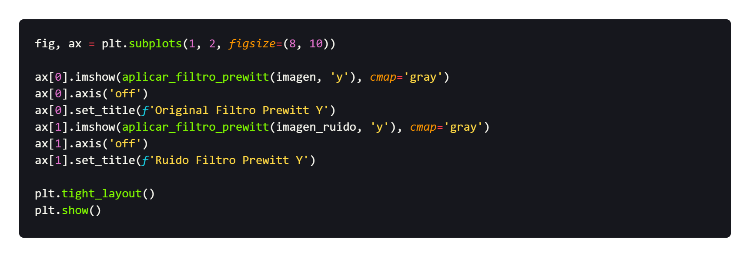 fig, ax = plt.subplots(1, 2, figsize=(8, 10))
ax[0].imshow(aplicar_filtro_prewitt(imagen, 'y'), cmap='gray')
ax[0].axis('off')
ax[0].set_title(f'Original Filtro Prewitt Y')
ax[1].imshow(aplicar_filtro_prewitt(imagen_ruido, 'y'), cmap='gray')
ax[1].axis('off')
ax[1].set_title(f'Ruido Filtro Prewitt Y')
plt.tight_layout()
plt.show()